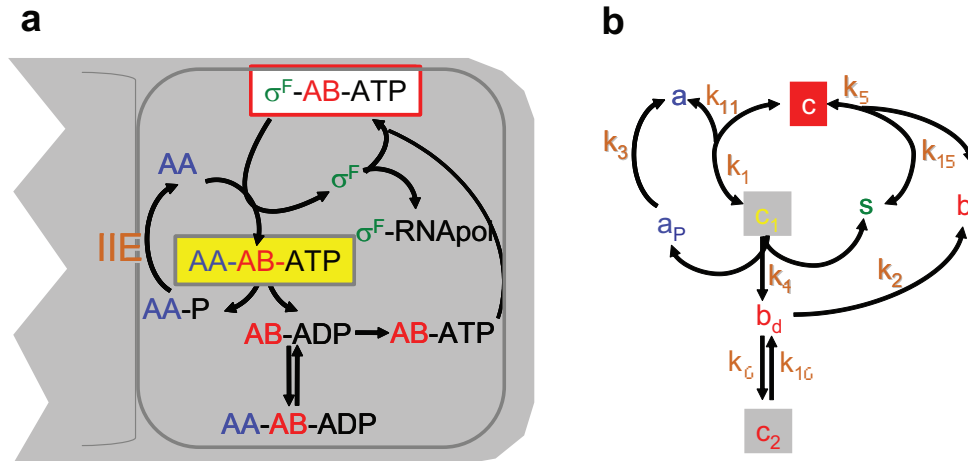 a
σF-AB-ATP
AA
σF
σF-RNApol
IIE
AA-AB-ATP
AA-P
AB-ADP
AB-ATP
AA-AB-ADP
b
a
k11
c
k5
k3
k1
k15
c1
s
b
aP
k4
k2
bd
k6
k16
c2